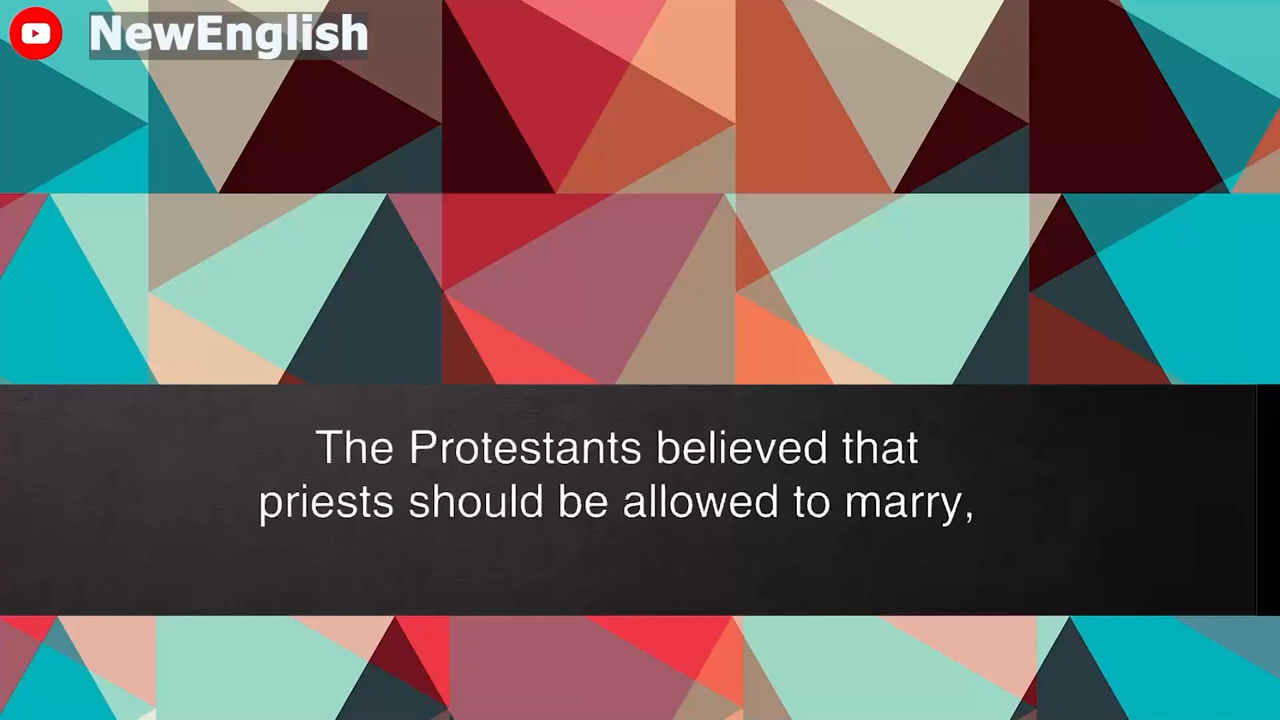 NewEnglish
The Protestants believed that
priests should be allowed to marry,